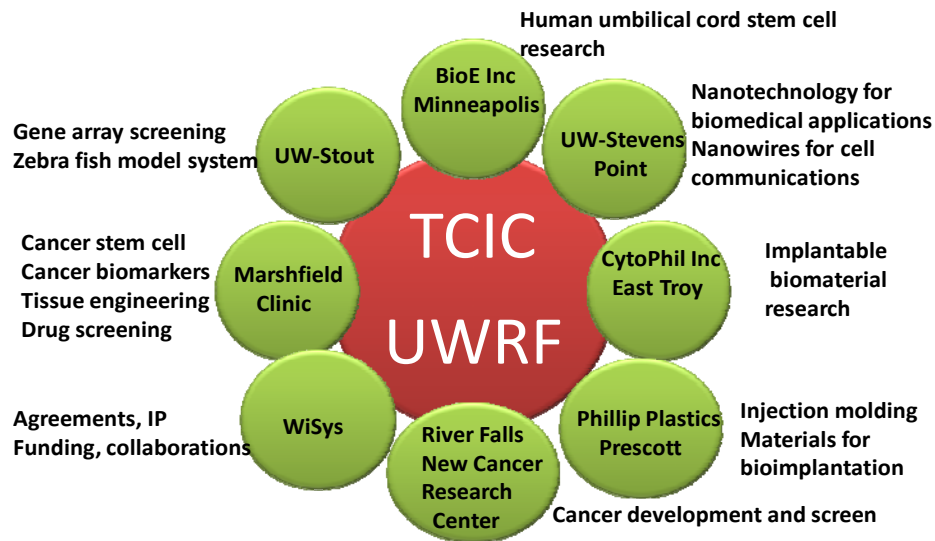 Human umbilical cord stem cell
research
BioE Inc
Minneapolis
Nanotechnology for
biomedical applications
Nanowires for cell
communications
UW-Stevens
Point
Gene array screening
Zebra fish model system
UW-Stout
TCIC
UWRF
Cancer stem cell
Cancer biomarkers
Tissue engineering
Drug screening
Marshfield
Clinic
CytoPhil Inc
East Troy
Implantable
biomaterial
research
Agreements, IP
Funding, collaborations
WiSys
River Falls
New Cancer
Research
Center
Phillip Plastics
Prescott
Injection molding
Materials for
bioimplantation
Cancer development and screen